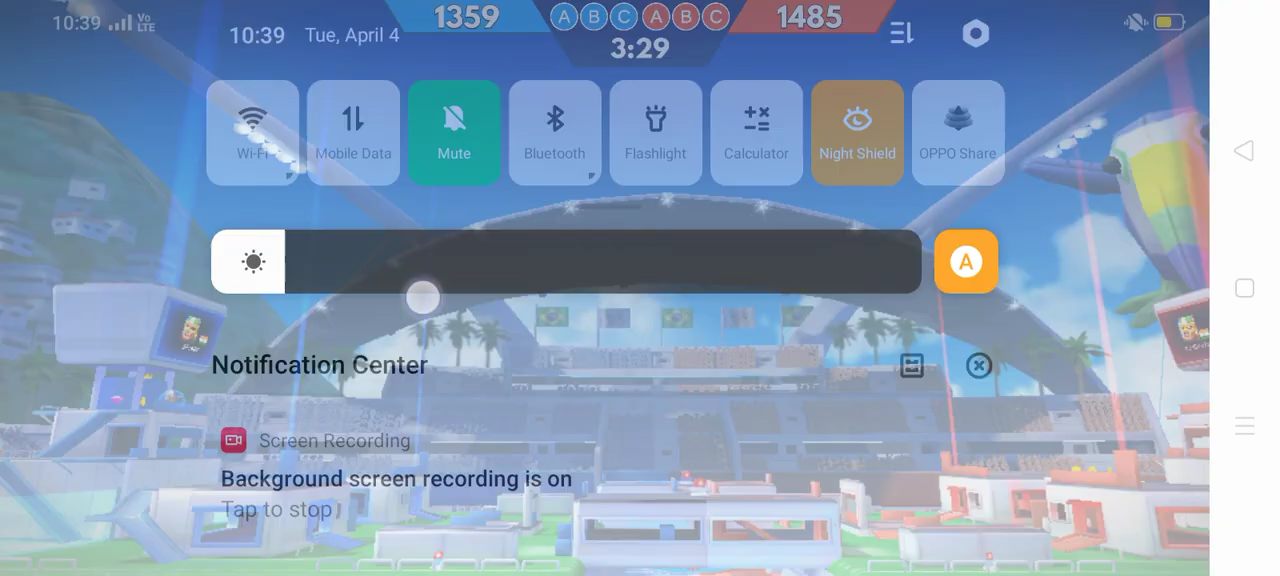 10:39 Vo LTE
1359 A B C A B C 1485
3:29
10:39 Tue, April 4
Wi-Fi Mobile Data Mute Bluetooth Flashlight Calculator Night Shield OPPO Share
A
Notification Center
Screen Recording
Background screen recording is on
Tap to stop